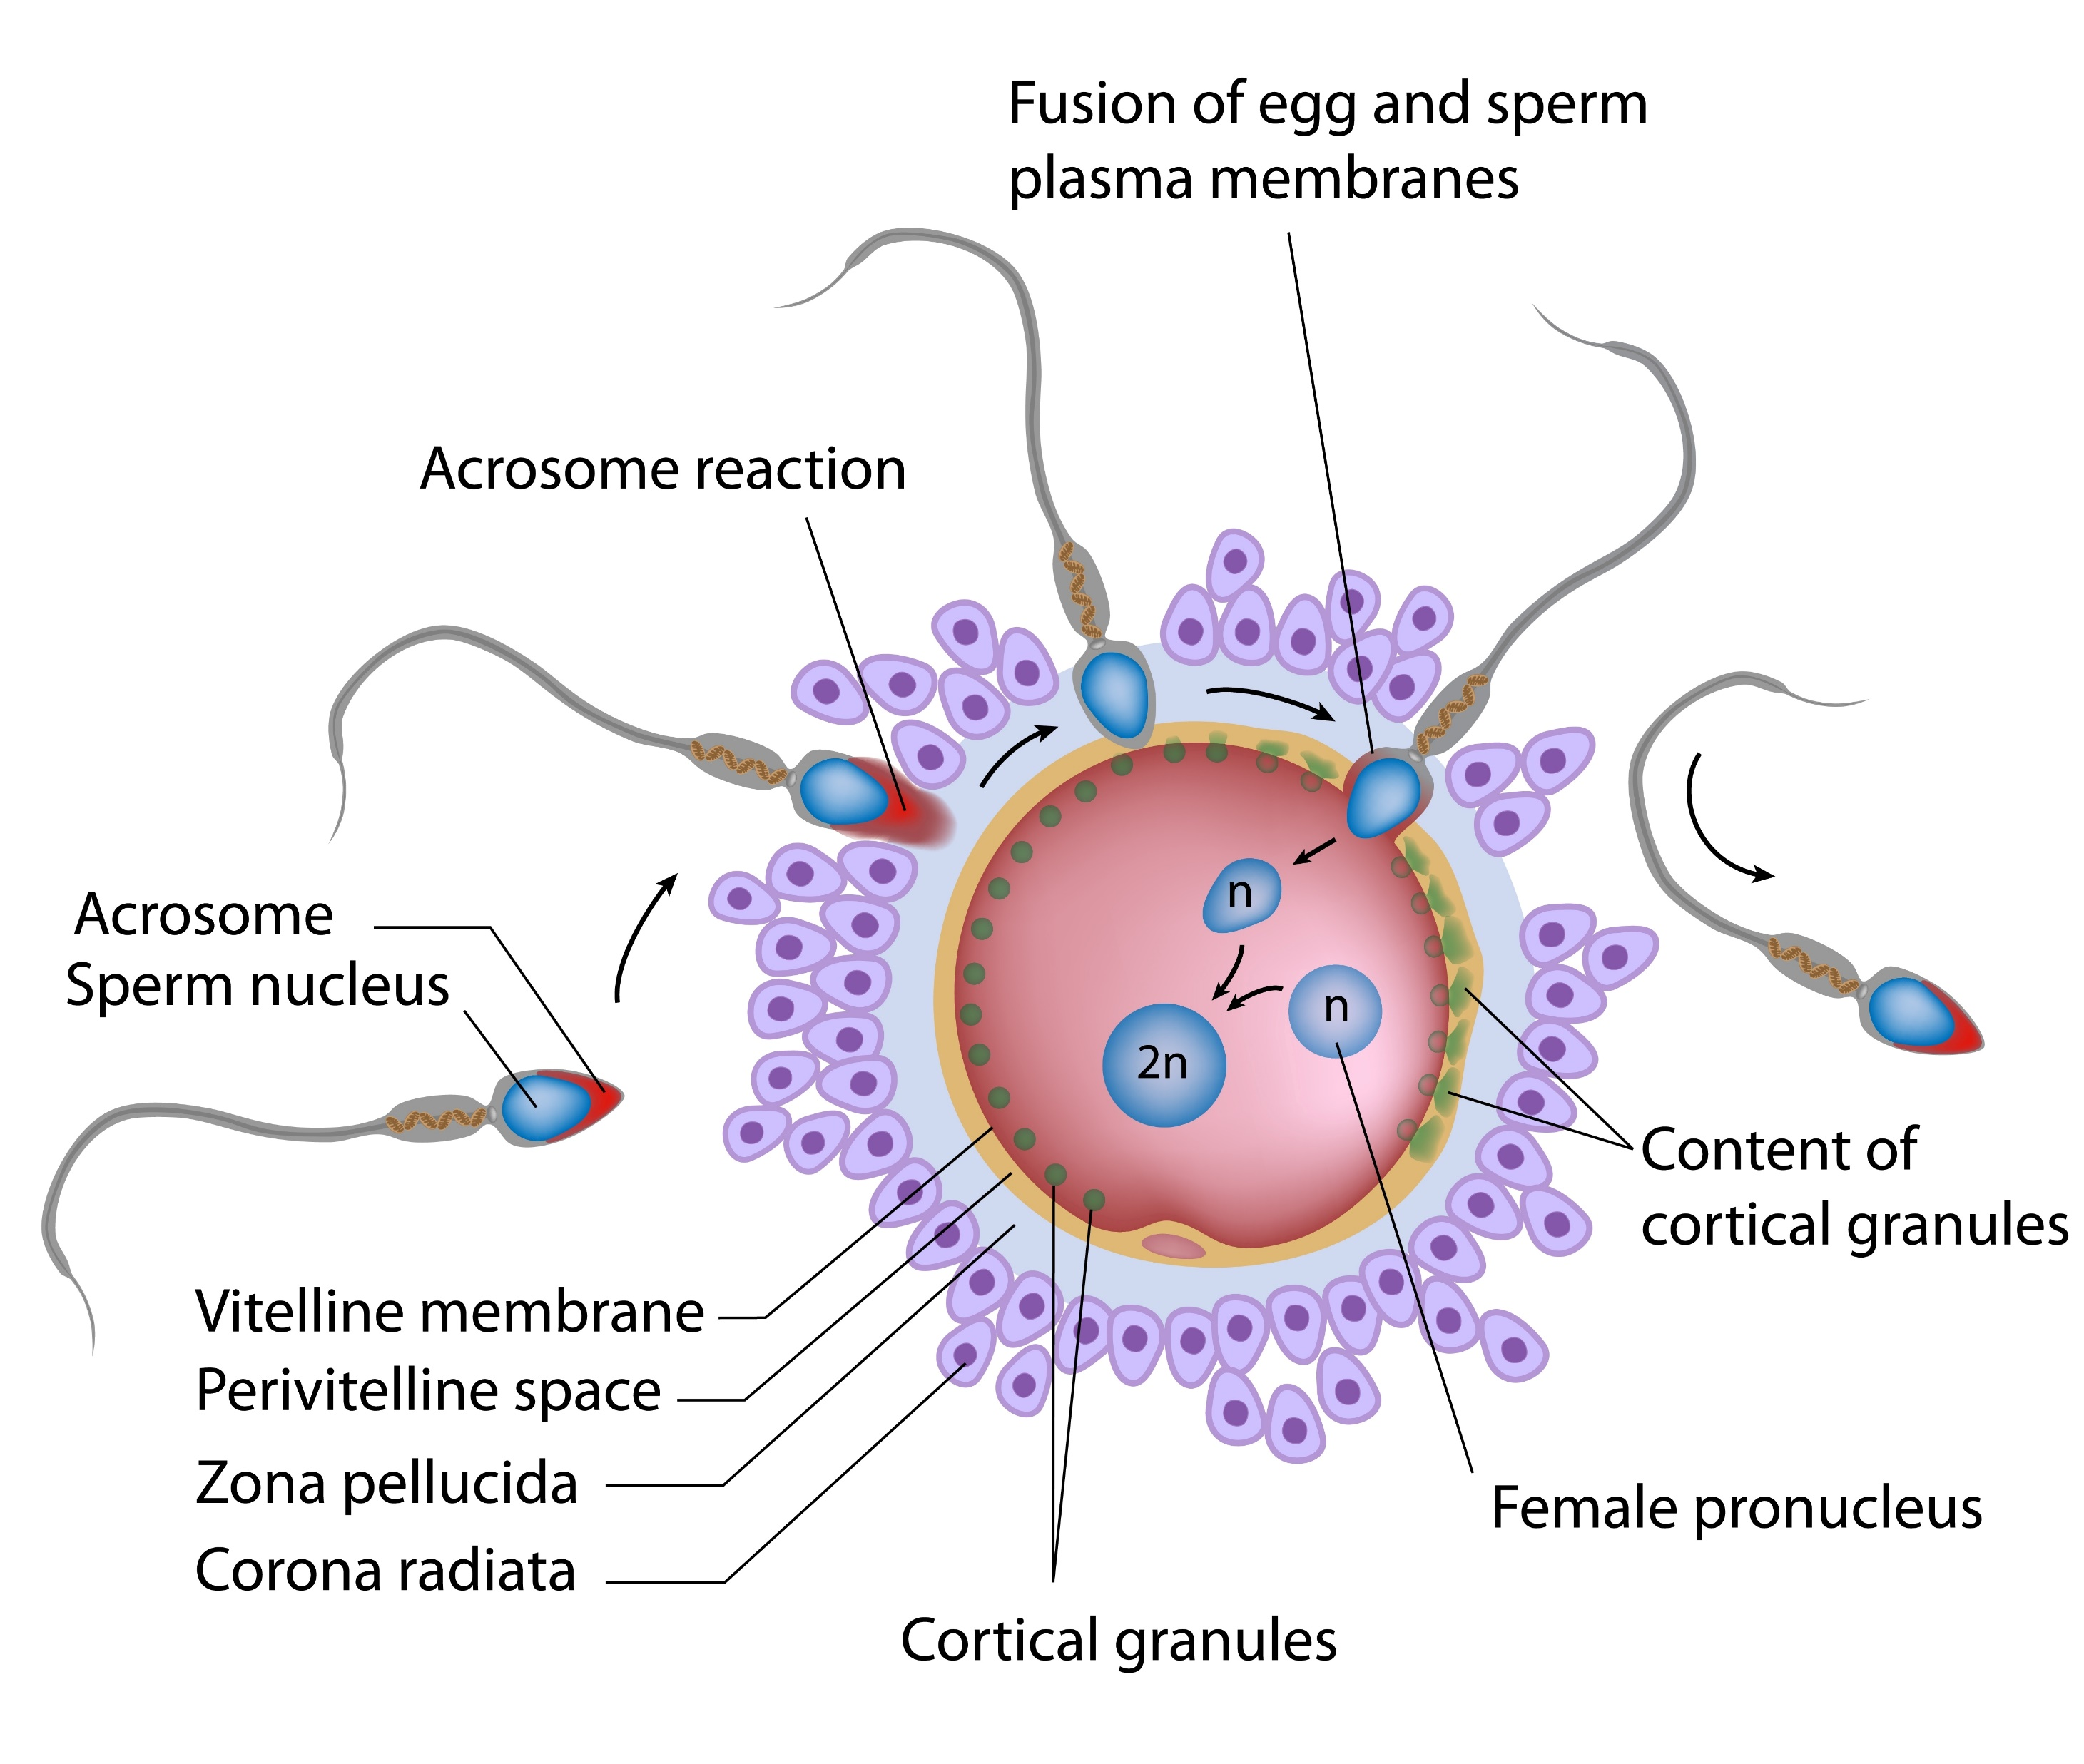 Fusion of egg and sperm
plasma membranes
Acrosome reaction
Acrosome
Sperm nucleus
n
n
2n
Content of
cortical granules
Vitelline membrane
Perivitelline space
Zona pellucida
Corona radiata
Female pronucleus
Cortical granules